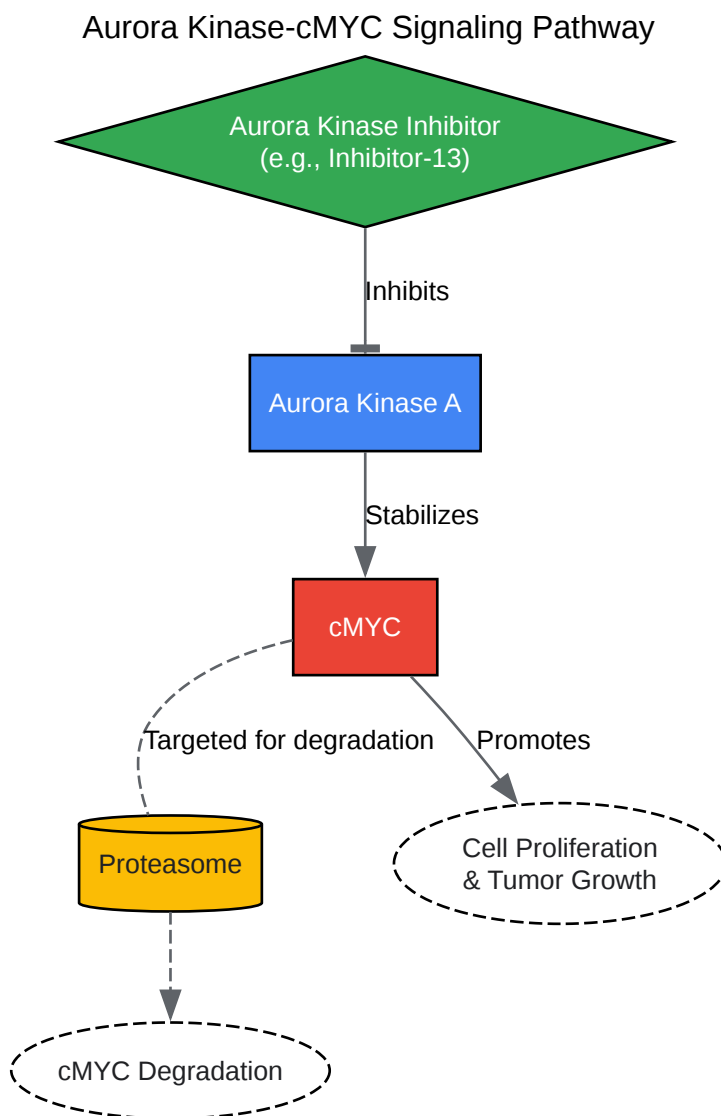 Aurora Kinase-cMYC Signaling Pathway
Aurora Kinase Inhibitor
(e.g., Inhibitor-13)
Inhibits
Aurora Kinase A
Stabilizes
cMYC
Targeted for degradation
Promotes
Proteasome
Cell Proliferation
& Tumor Growth
cMYC Degradation